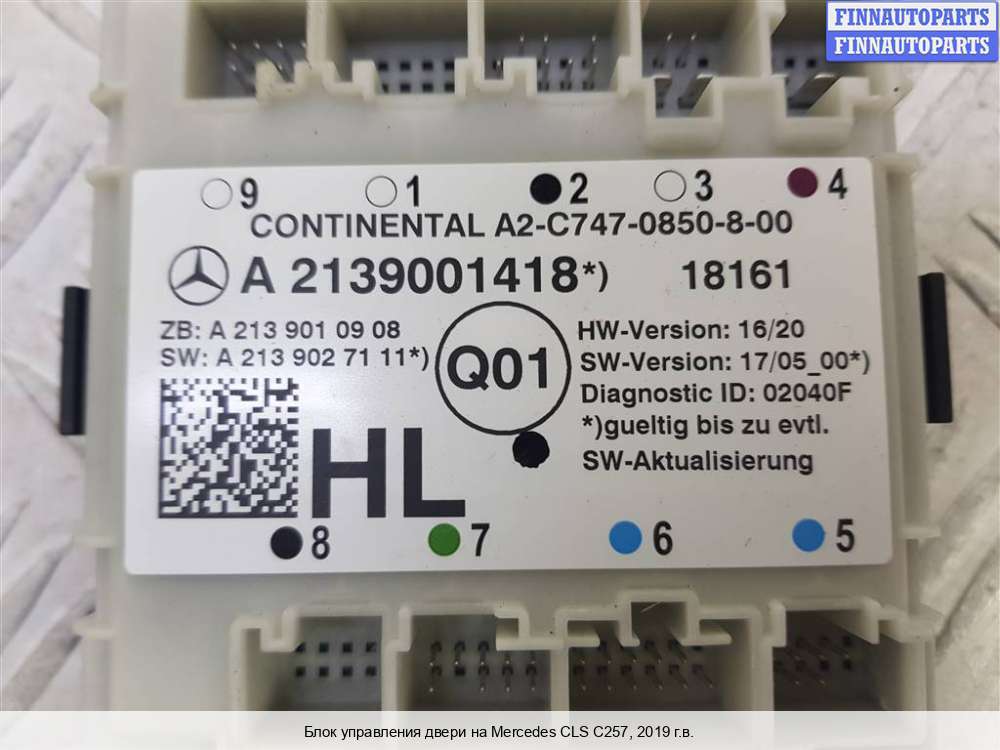 FINNAUTOPARTS
FINNAUTOPARTS
9 1 2 3 4
CONTINENTAL A2-C747-0850-8-00
A 2139001418*) 18161
ZB: A 213 901 09 08
SW: A 213 902 71 11*)
Q01
HW-Version: 16/20
SW-Version: 17/05_00*)
Diagnostic ID: 02040F
*)gueltig bis zu evtl.
SW-Aktualisierung
HL
8 7 6 5
Блок управления двери на Mercedes CLS C257, 2019 г.в.